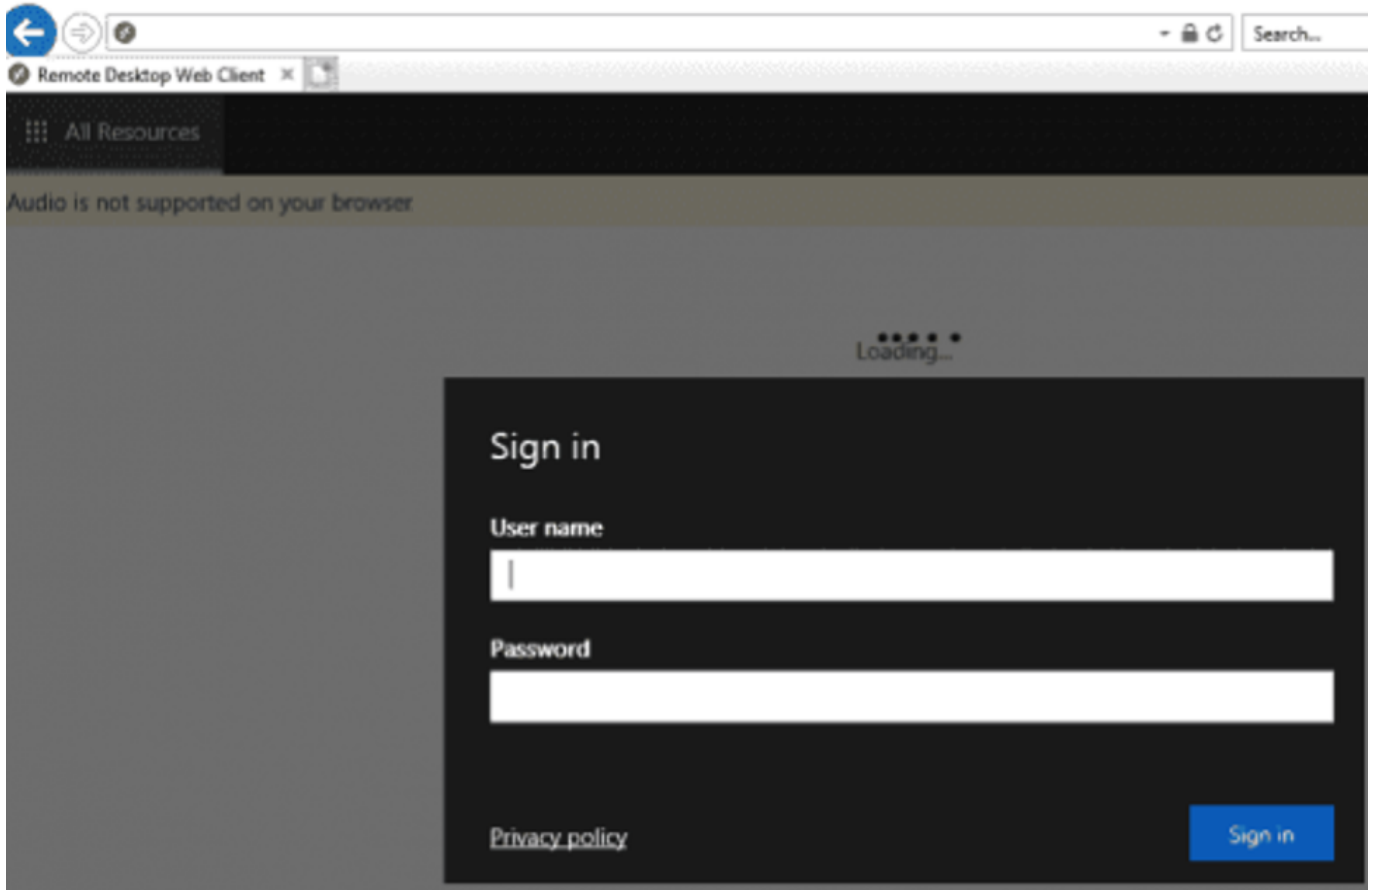 Search...
Remote Desktop Web Client
All Resources
Audio is not supported on your browser
Loading...
Sign in
User name
Password
Privacy policy
Sign in